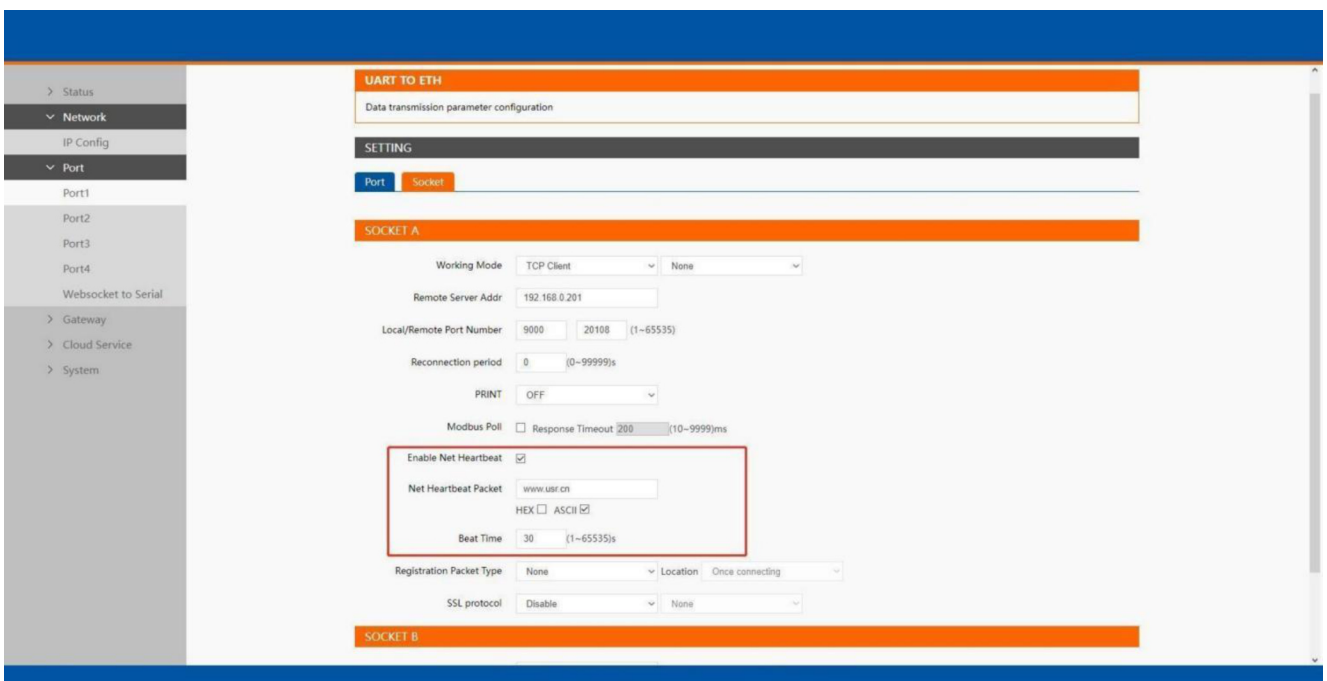 Status
Network
IP Config
Port
Port1
Port2
Port3
Port4
Websocket to Serial
Gateway
Cloud Service
System
UART TO ETH
Data transmission parameter configuration
SETTING
Port Socket
SOCKET A
Working Mode TCP Client None
Remote Server Addr 192.168.0.201
Local/Remote Port Number 9000 20108 (1~65535)
Reconnection period 0 (0~99999)s
PRINT OFF
Modbus Poll Response Timeout 200 (10~9999)ms
Enable Net Heartbeat
Net Heartbeat Packet www.usr.cn
HEX ASCII
Beat Time 30 (1~65535)s
Registration Packet Type None Location Once connecting
SSL protocol Disable None
SOCKET B